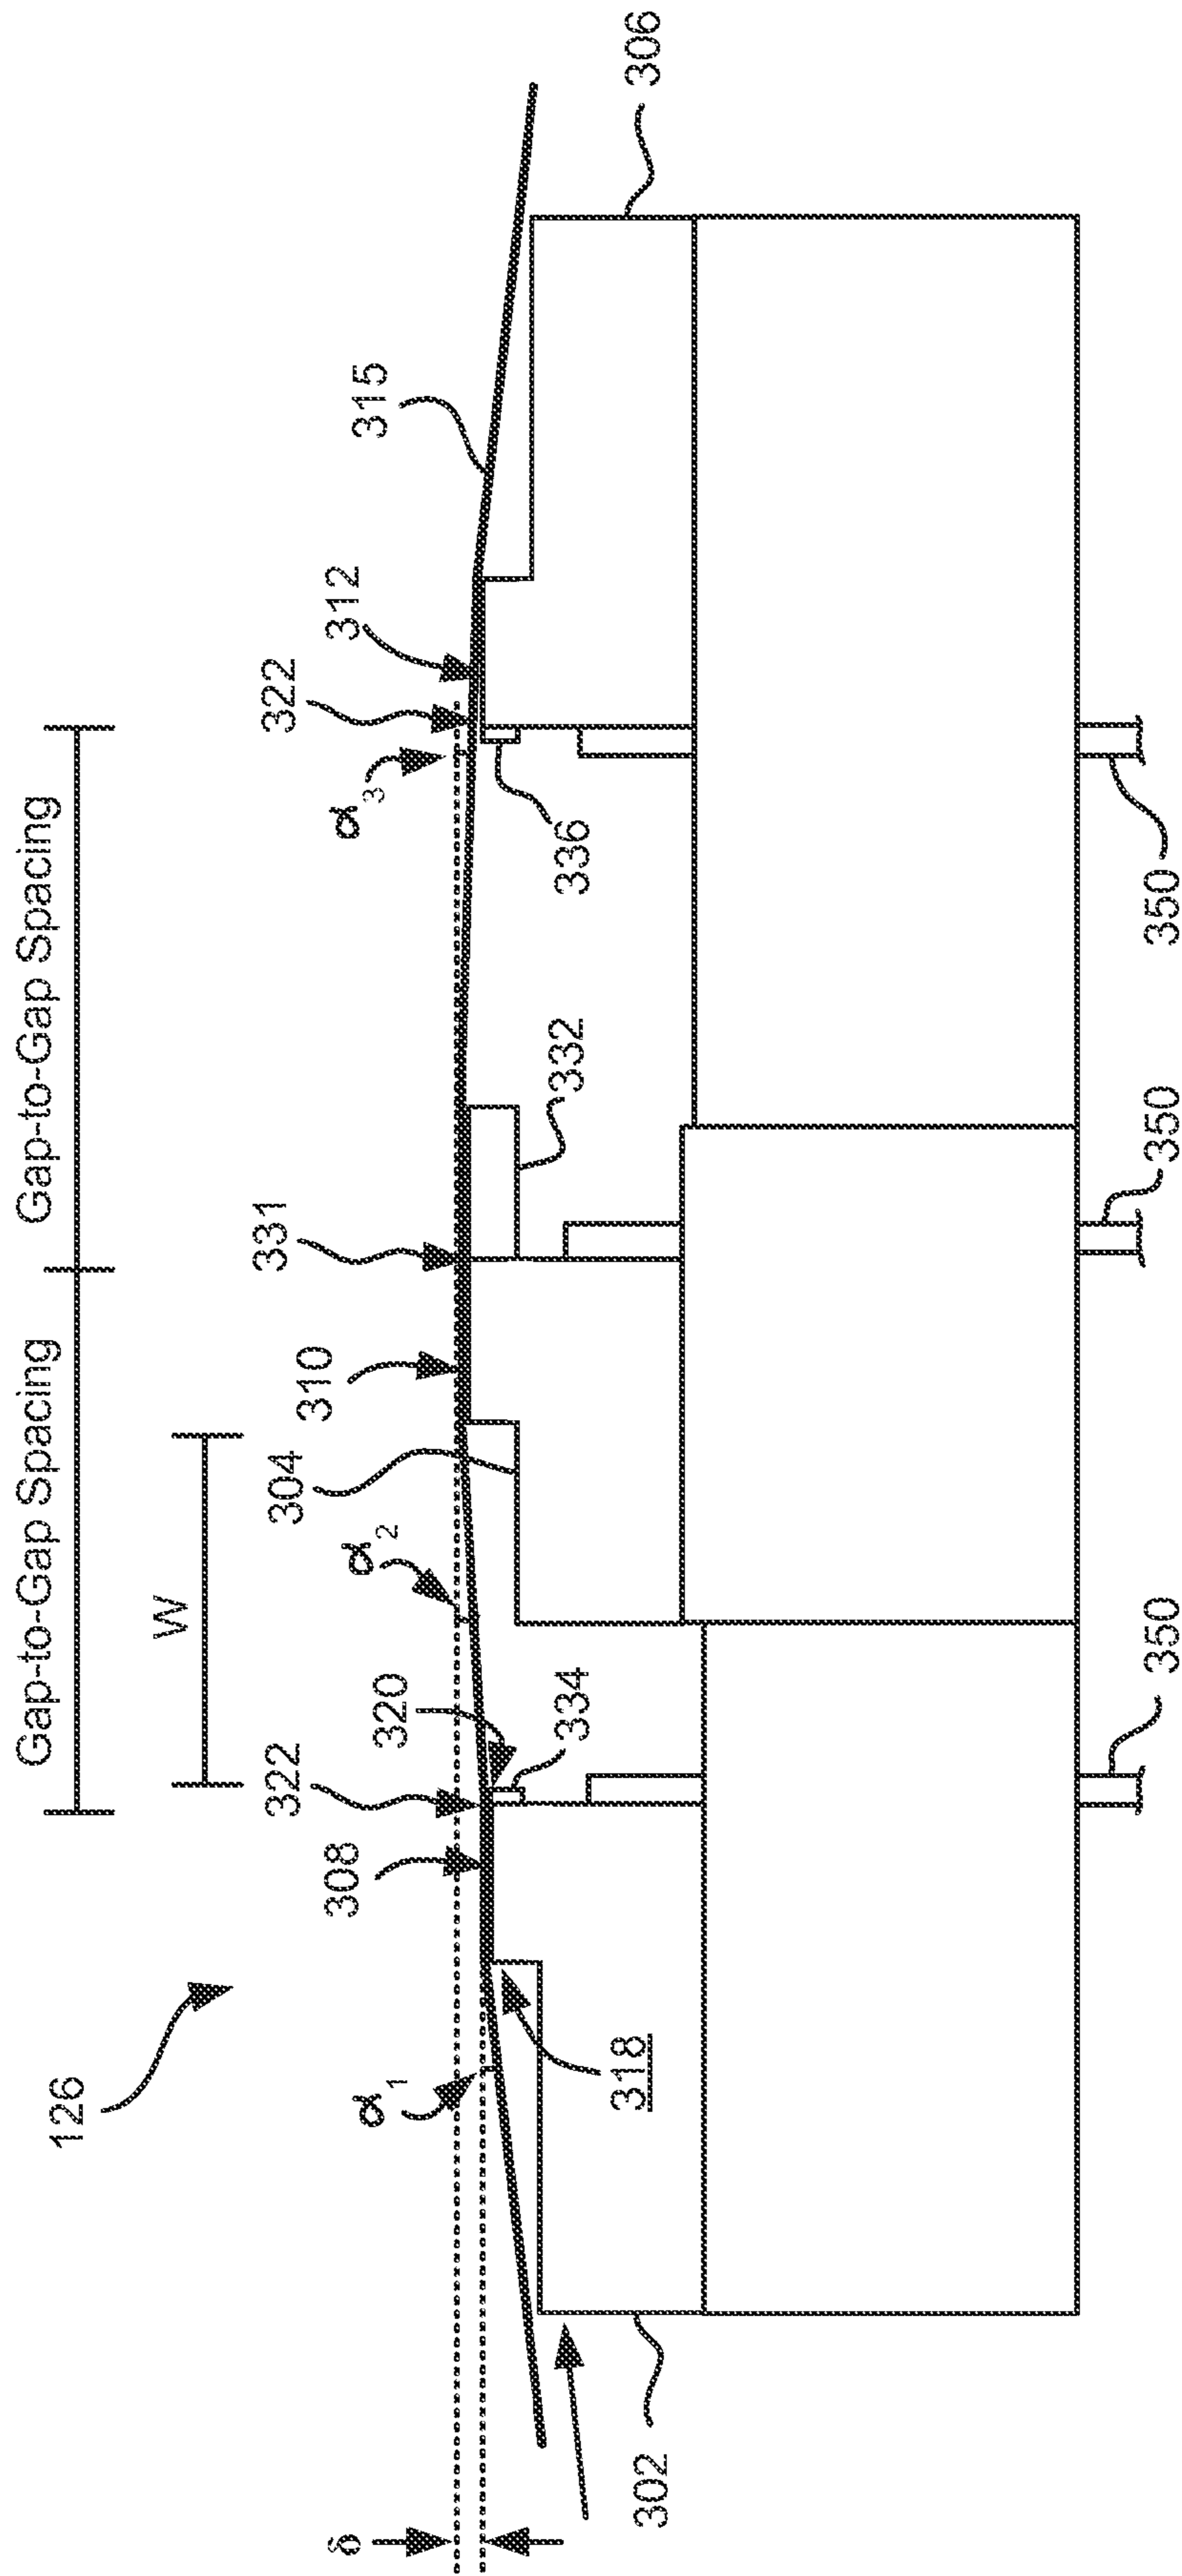 Gap-to-Gap Spacing
Gap-to-Gap Spacing
W
126
α1
308
322
320
334
α2
304
310
331
332
α3
322
312
336
315
δ
302
318
350
350
350
306